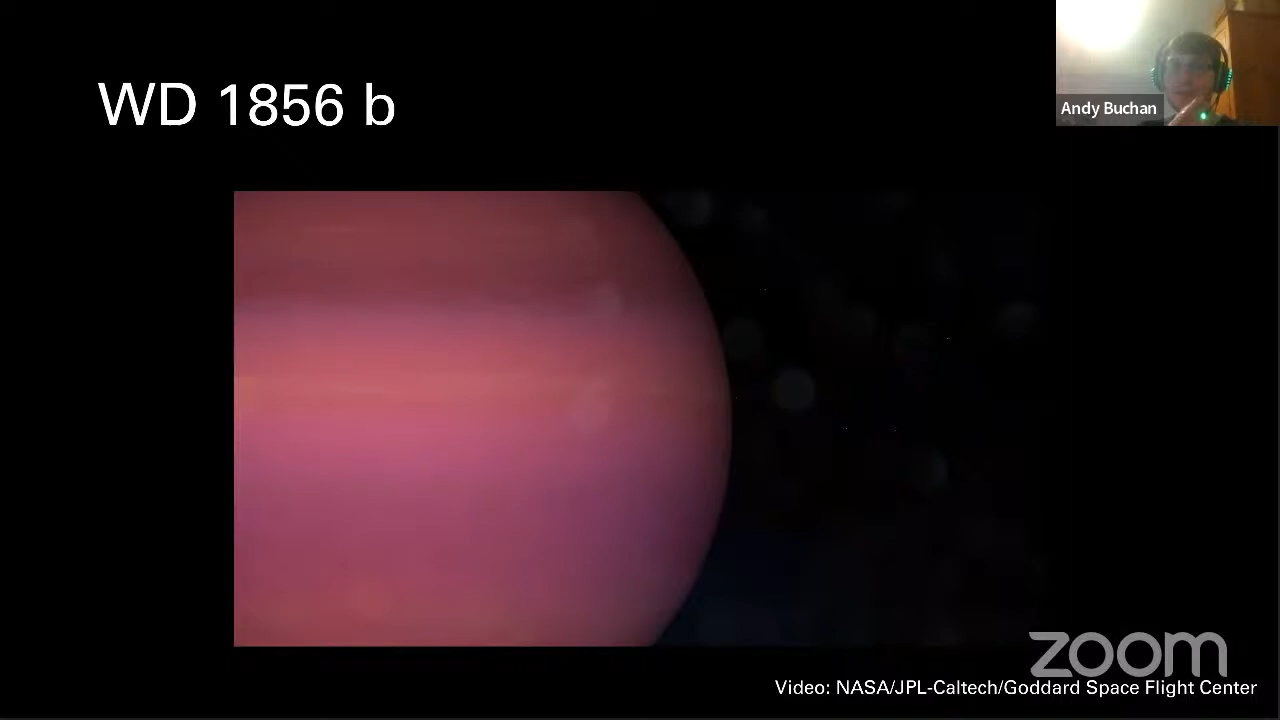 WD 1856 b
Andy Buchan
zoom
Video: NASA/JPL-Caltech/Goddard Space Flight Center